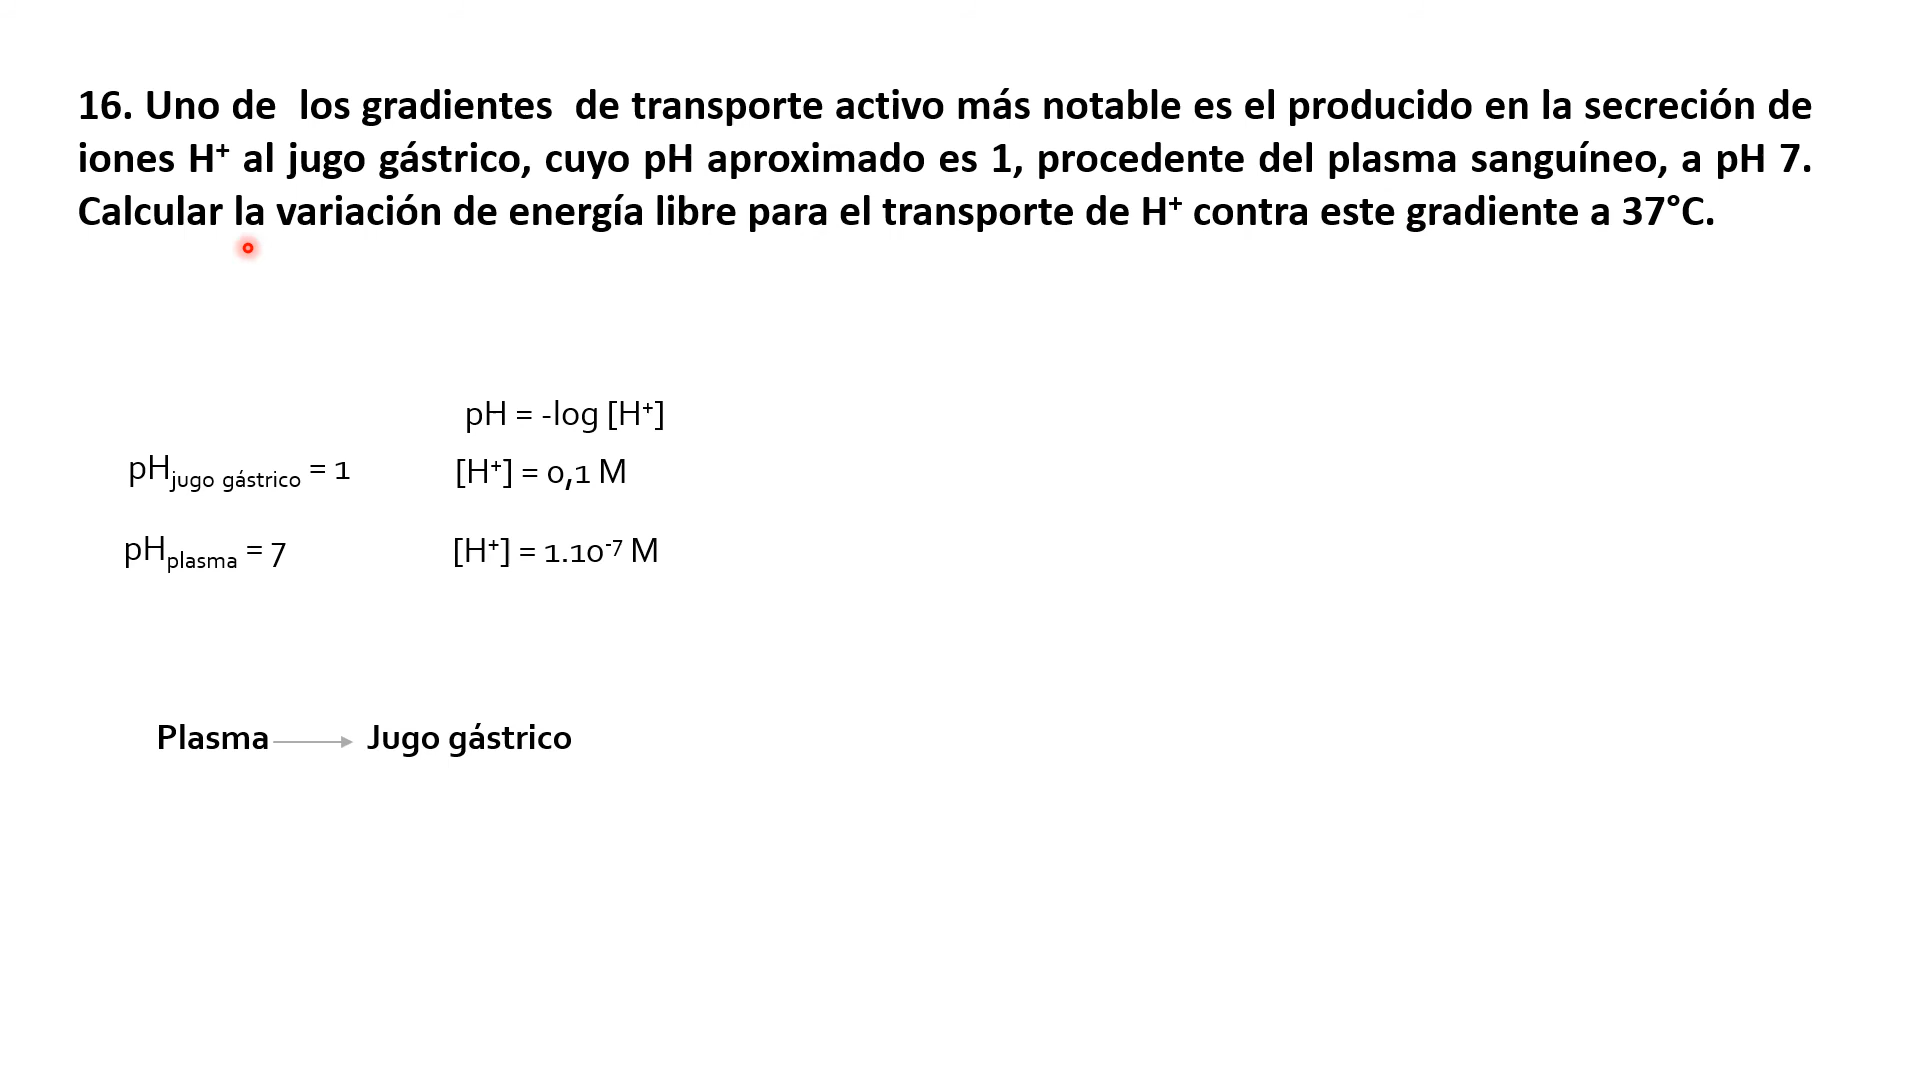 16. Uno de los gradientes de transporte activo más notable es el producido en la secreción de
iones H⁺ al jugo gástrico, cuyo pH aproximado es 1, procedente del plasma sanguíneo, a pH 7.
Calcular la variación de energía libre para el transporte de H⁺ contra este gradiente a 37°C.
pH = -log [H⁺]
pHjugo gástrico = 1 [H⁺] = 0,1 M
pHplasma = 7 [H⁺] = 1.10⁻⁷ M
Plasma → Jugo gástrico